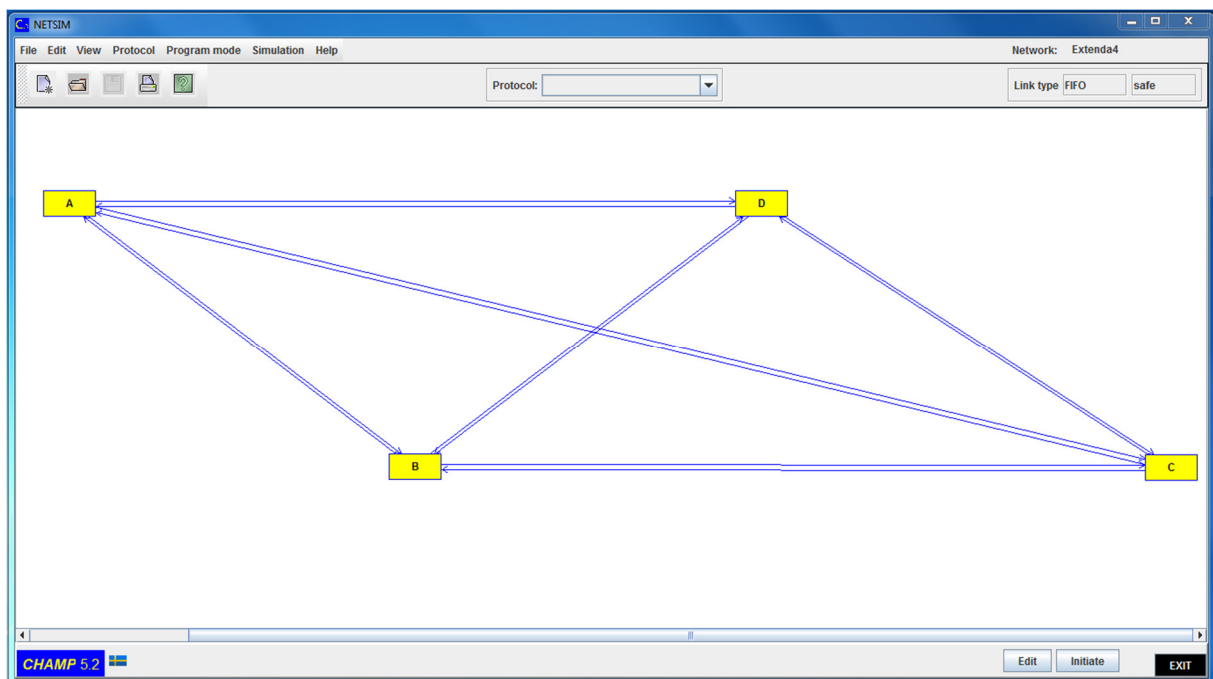 NETSIM
File Edit View Protocol Program mode Simulation Help Network: Extenda4
Protocol: Link type FIFO safe
A D
B C
CHAMP 5.2 Edit Initiate EXIT